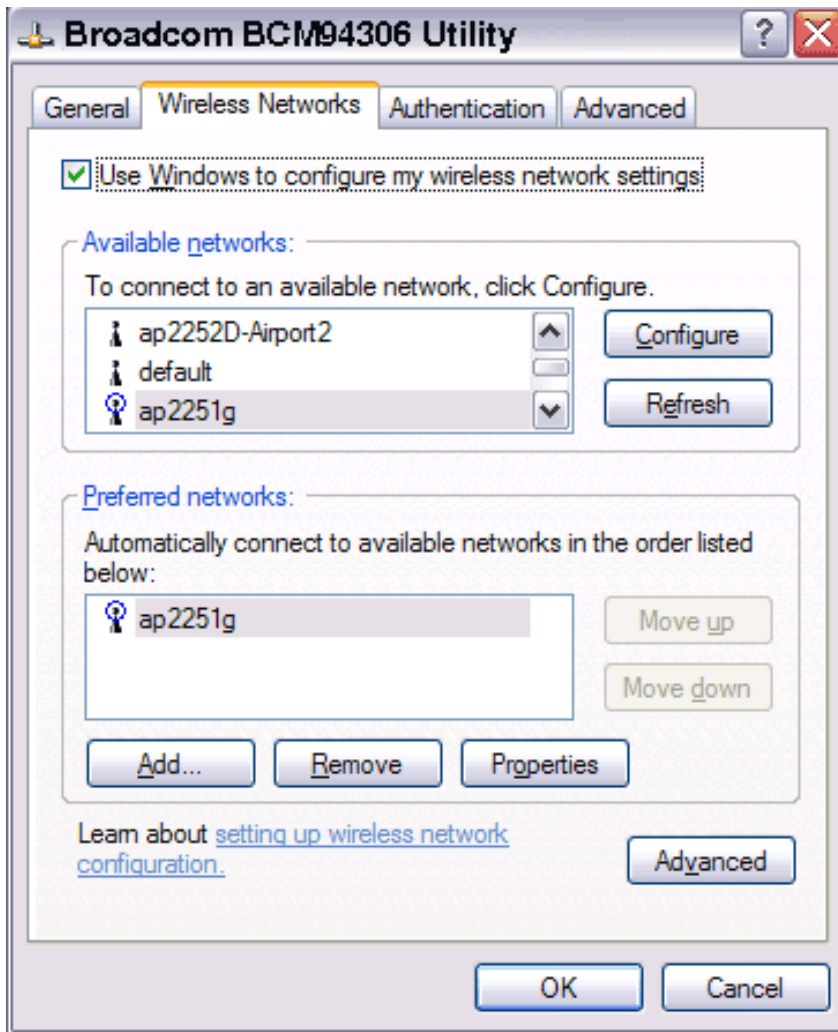 Broadcom BCM94306 Utility
?
General Wireless Networks Authentication Advanced
Use Windows to configure my wireless network settings
Available networks:
To connect to an available network, click Configure.
ap2252D-Airport2
default
ap2251g
Configure
Refresh
Preferred networks:
Automatically connect to available networks in the order listed
below:
ap2251g
Move up
Move down
Add... Remove Properties
Learn about setting up wireless network
configuration.
Advanced
OK Cancel